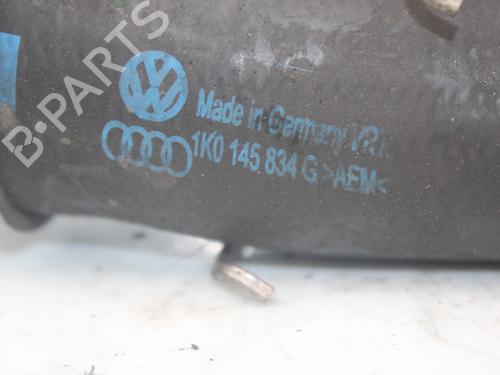 B-PARTS
Made in Germany
1K0 145 834 G >AEM<